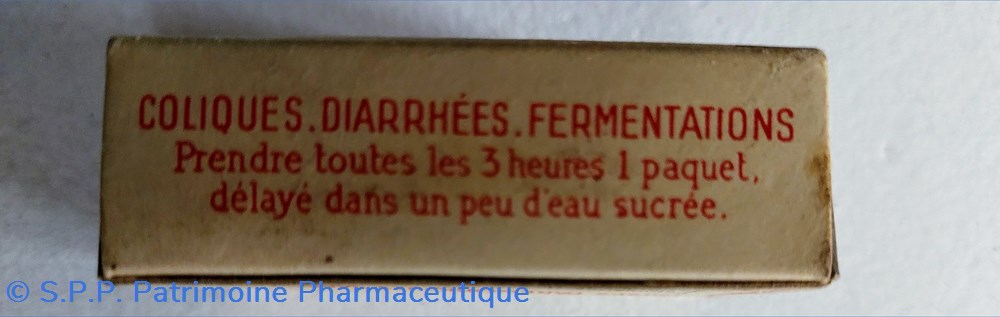 COLIQUES.DIARRHÉES.FERMENTATIONS
Prendre toutes les 3 heures 1 paquet,
délayé dans un peu d'eau sucrée.
© S.P.P. Patrimoine Pharmaceutique